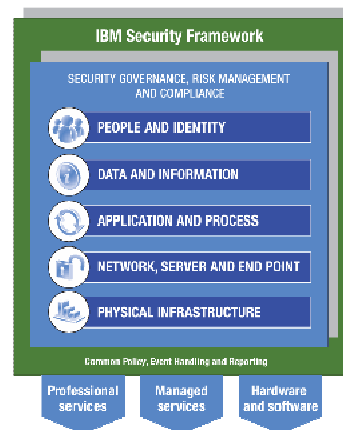 IBM Security Framework
SECURITY GOVERNANCE, RISK MANAGEMENT
AND COMPLIANCE
PEOPLE AND IDENTITY
DATA AND INFORMATION
APPLICATION AND PROCESS
NETWORK, SERVER AND END POINT
PHYSICAL INFRASTRUCTURE
Common Policy, Event Handling and Reporting
Professional
services
Managed
services
Hardware
and software